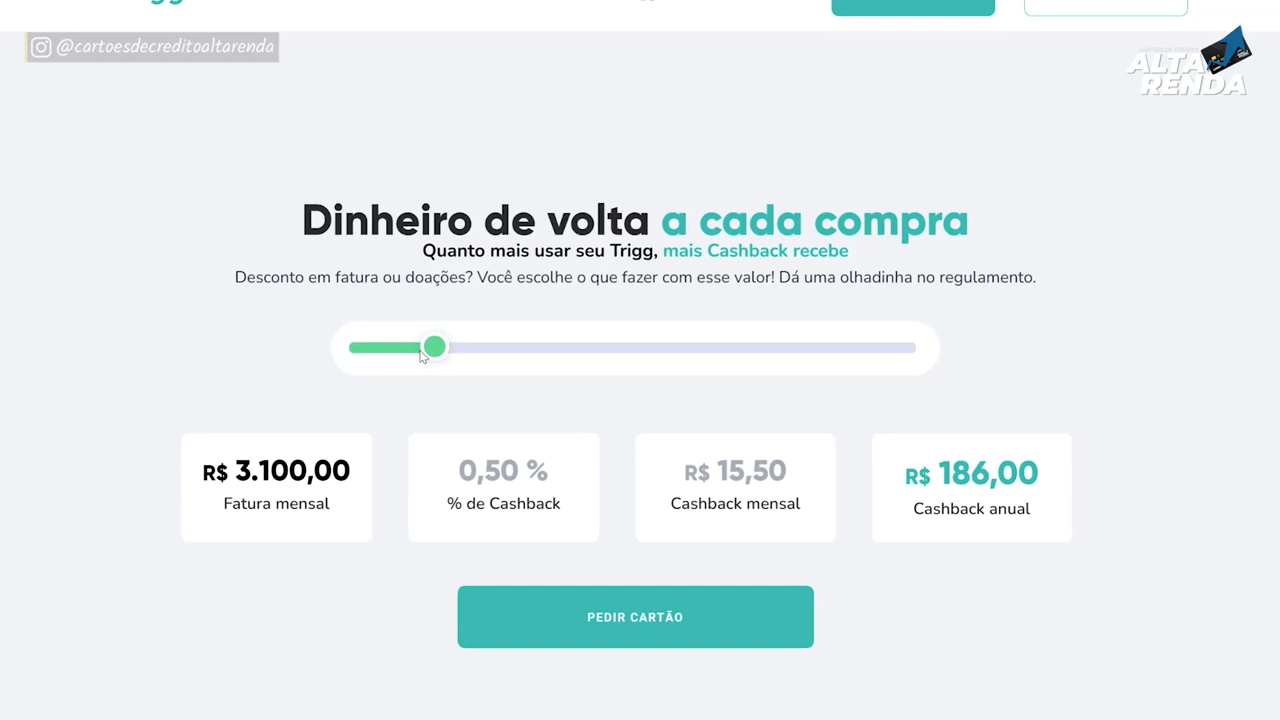 @cartoesdecreditoaltarenda
ALTA
RENDA
Dinheiro de volta a cada compra
Quanto mais usar seu Trigg, mais Cashback recebe
Desconto em fatura ou doações? Você escolhe o que fazer com esse valor! Dá uma olhadinha no regulamento.
R$ 3.100,00
Fatura mensal
0,50 %
% de Cashback
R$ 15,50
Cashback mensal
R$ 186,00
Cashback anual
PEDIR CARTÃO